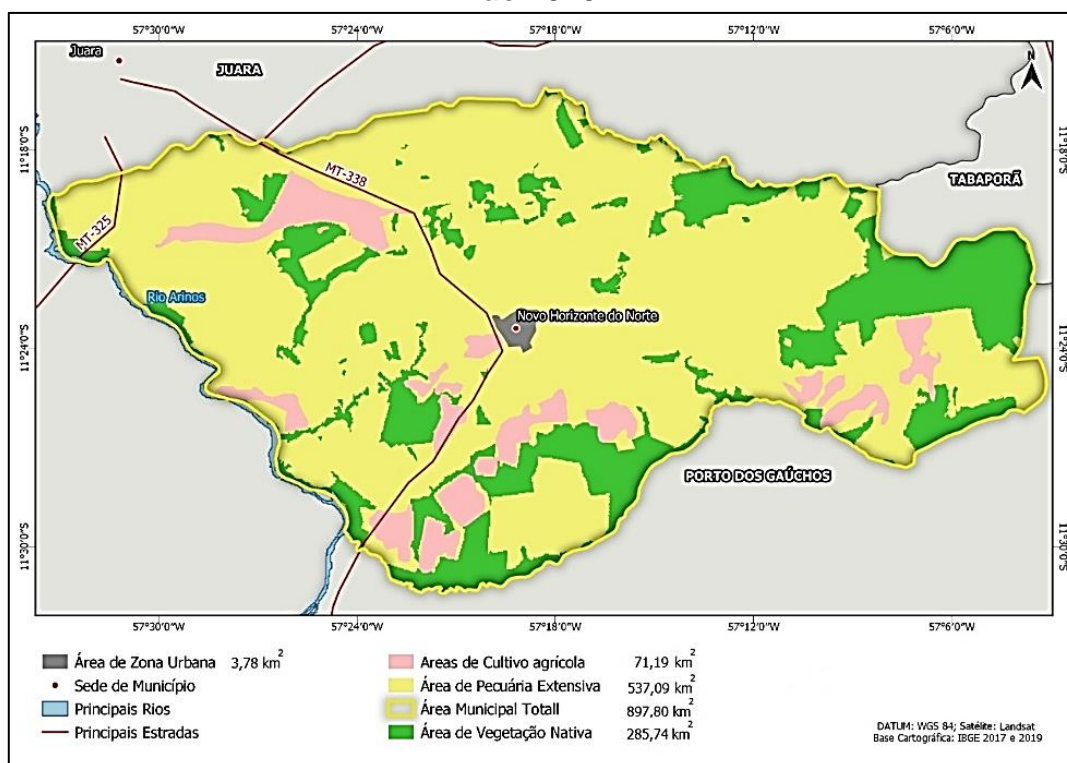 57°30'0"W 57°24'0"W 57°18'0"W 57°12'0"W 57°6'0"W
Juara
JUARA
N
11°18'0"S
11°18'0"S
MT-338
TABAPORÃ
MT-325
Rio Arinos
Novo Horizonte do Norte
11°24'0"S
11°24'0"S
PORTO DOS GAÚCHOS
11°30'0"S
11°30'0"S
57°30'0"W 57°24'0"W 57°18'0"W 57°12'0"W 57°6'0"W
Área de Zona Urbana 3,78 km²
Sede de Município
Principais Rios
Principais Estradas
Areas de Cultivo agrícola 71,19 km²
Área de Pecuária Extensiva 537,09 km²
Área Municipal Totall 897,80 km²
Área de Vegetação Nativa 285,74 km²
DATUM: WGS 84; Satélite: Landsat
Base Cartográfica: IBGE 2017 e 2019